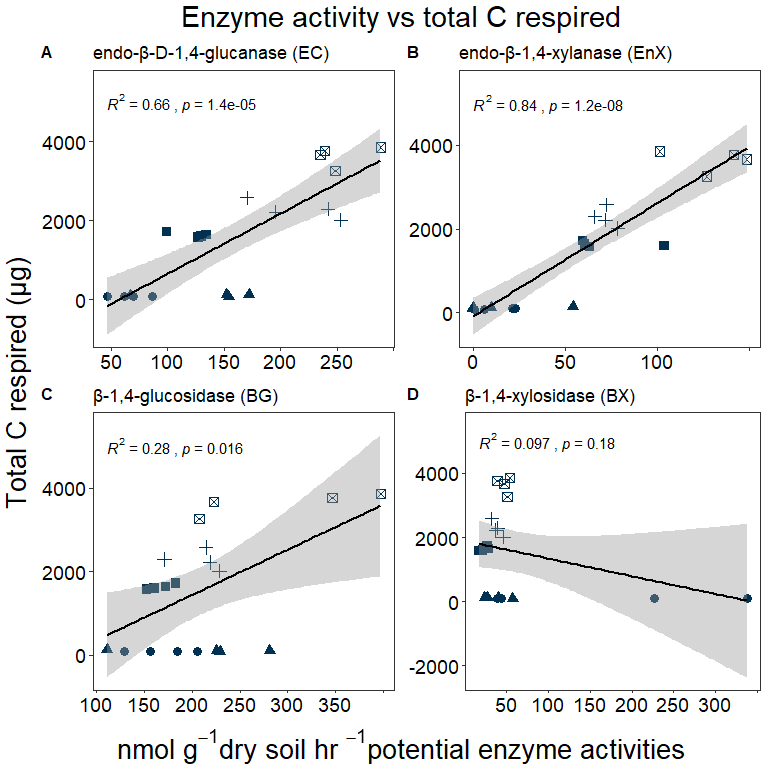 Enzyme activity vs total C respired
A endo-β-D-1,4-glucanase (EC)
R² = 0.66 , p = 1.4e-05
4000
2000
0
50 100 150 200 250
B endo-β-1,4-xylanase (EnX)
R² = 0.84 , p = 1.2e-08
4000
2000
0
0 50 100
C β-1,4-glucosidase (BG)
R² = 0.28 , p = 0.016
4000
2000
0
100 150 200 250 300 350
D β-1,4-xylosidase (BX)
R² = 0.097 , p = 0.18
4000
2000
0
-2000
50 100 150 200 250 300
Total C respired (µg)
nmol g⁻¹dry soil hr ⁻¹potential enzyme activities